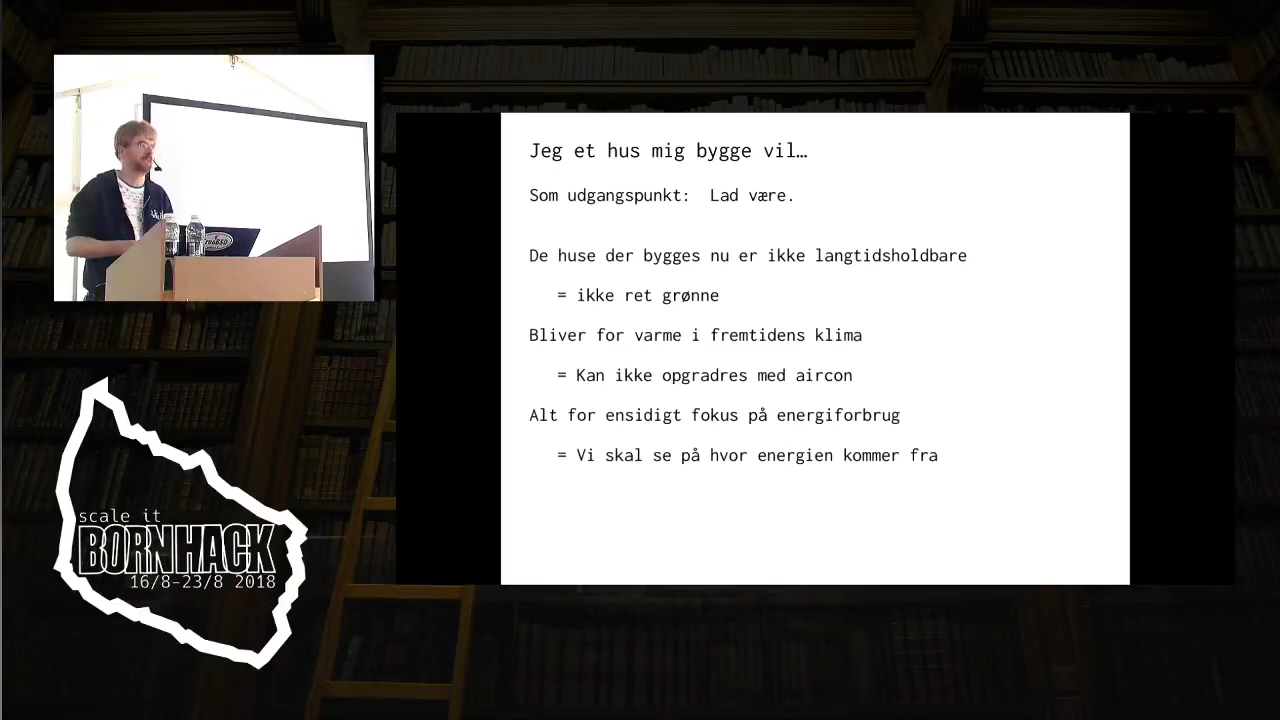 Jeg et hus mig bygge vil…
Som udgangspunkt: Lad være.
De huse der bygges nu er ikke langtidsholdbare
= ikke ret grønne
Bliver for varme i fremtidens klima
= Kan ikke opgradres med aircon
Alt for ensidigt fokus på energiforbrug
= Vi skal se på hvor energien kommer fra
scale it
BORNHACK
16/8-23/8 2018